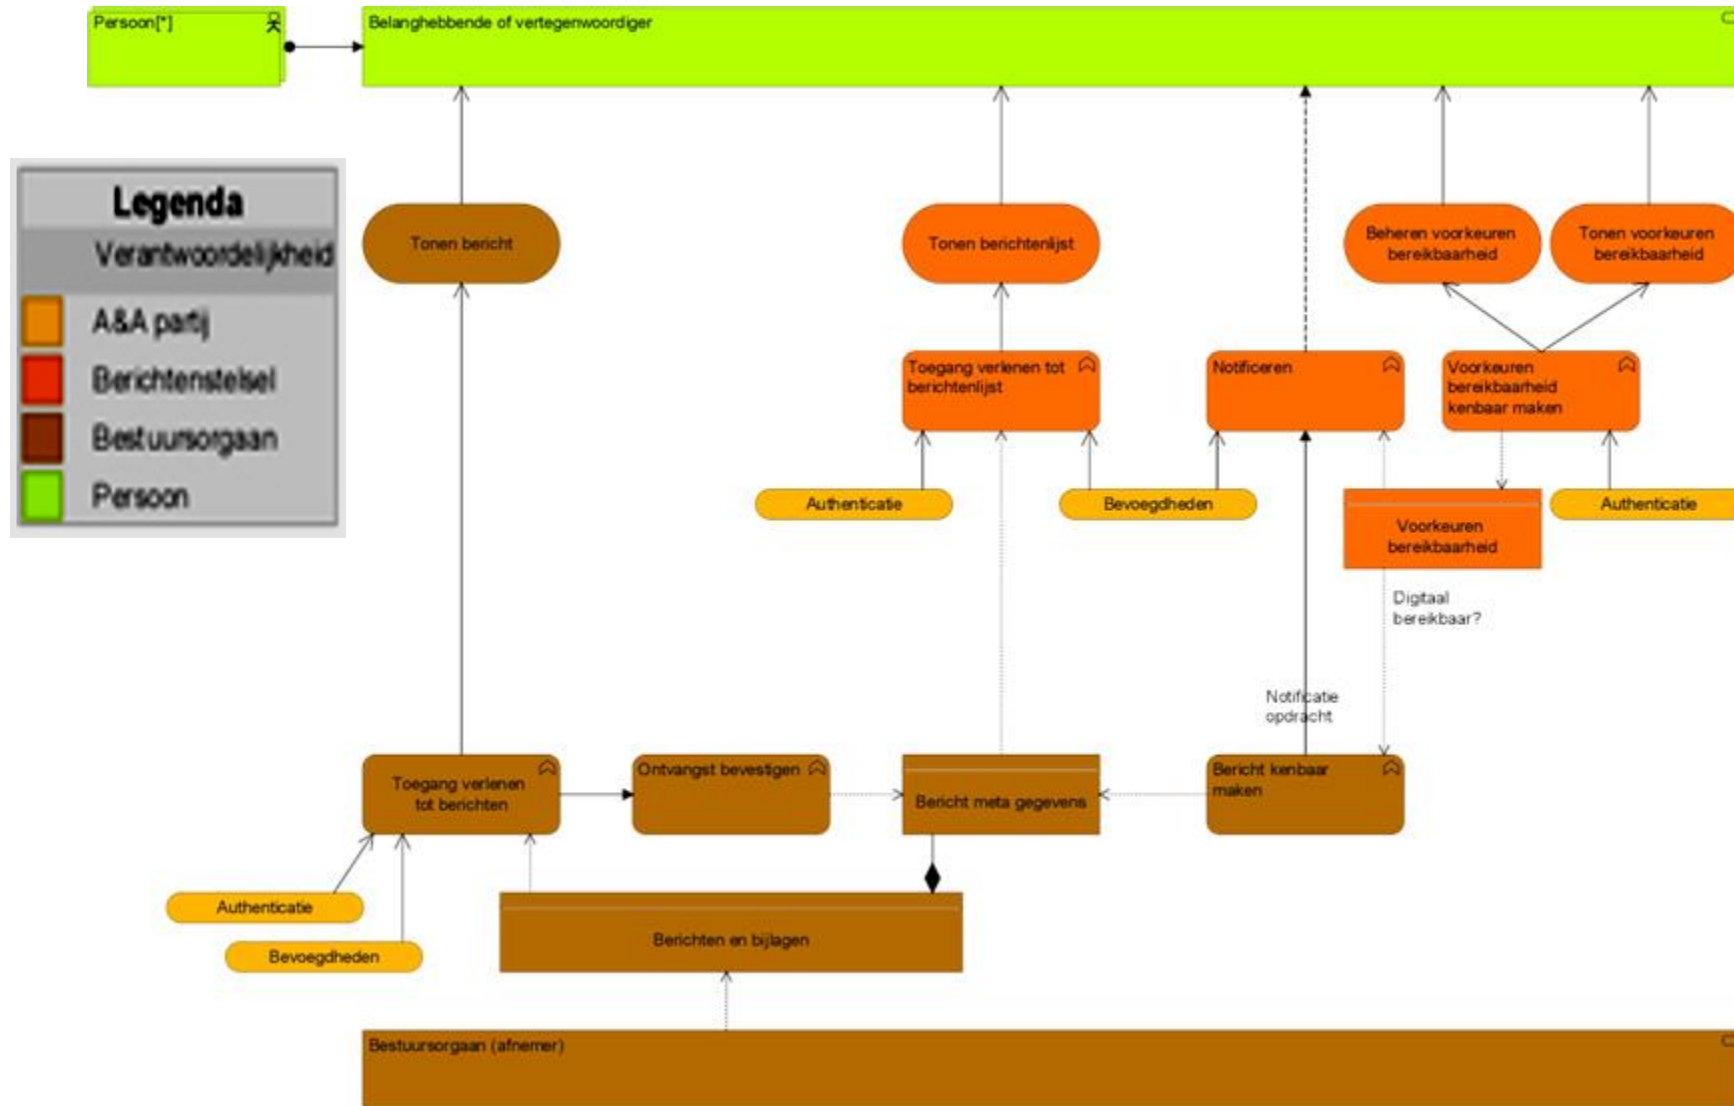 Persoon[*]
Belanghebbende of vertegenwoordiger
Legenda
Verantwoordelijkheid
A&A partij
Berichtenstelsel
Bestuursorgaan
Persoon
Tonen bericht
Tonen berichtenlijst
Beheren voorkeuren
bereikbaarheid
Tonen voorkeuren
bereikbaarheid
Toegang verlenen tot
berichtenlijst
Notificeren
Voorkeuren
bereikbaarheid
kenbaar maken
Authenticatie
Bevoegdheden
Voorkeuren
bereikbaarheid
Authenticatie
Digitaal
bereikbaar?
Notificatie
opdracht
Toegang verlenen
tot berichten
Ontvangst bevestigen
Bericht meta gegevens
Bericht kenbaar
maken
Authenticatie
Bevoegdheden
Berichten en bijlagen
Bestuursorgaan (afnemer)